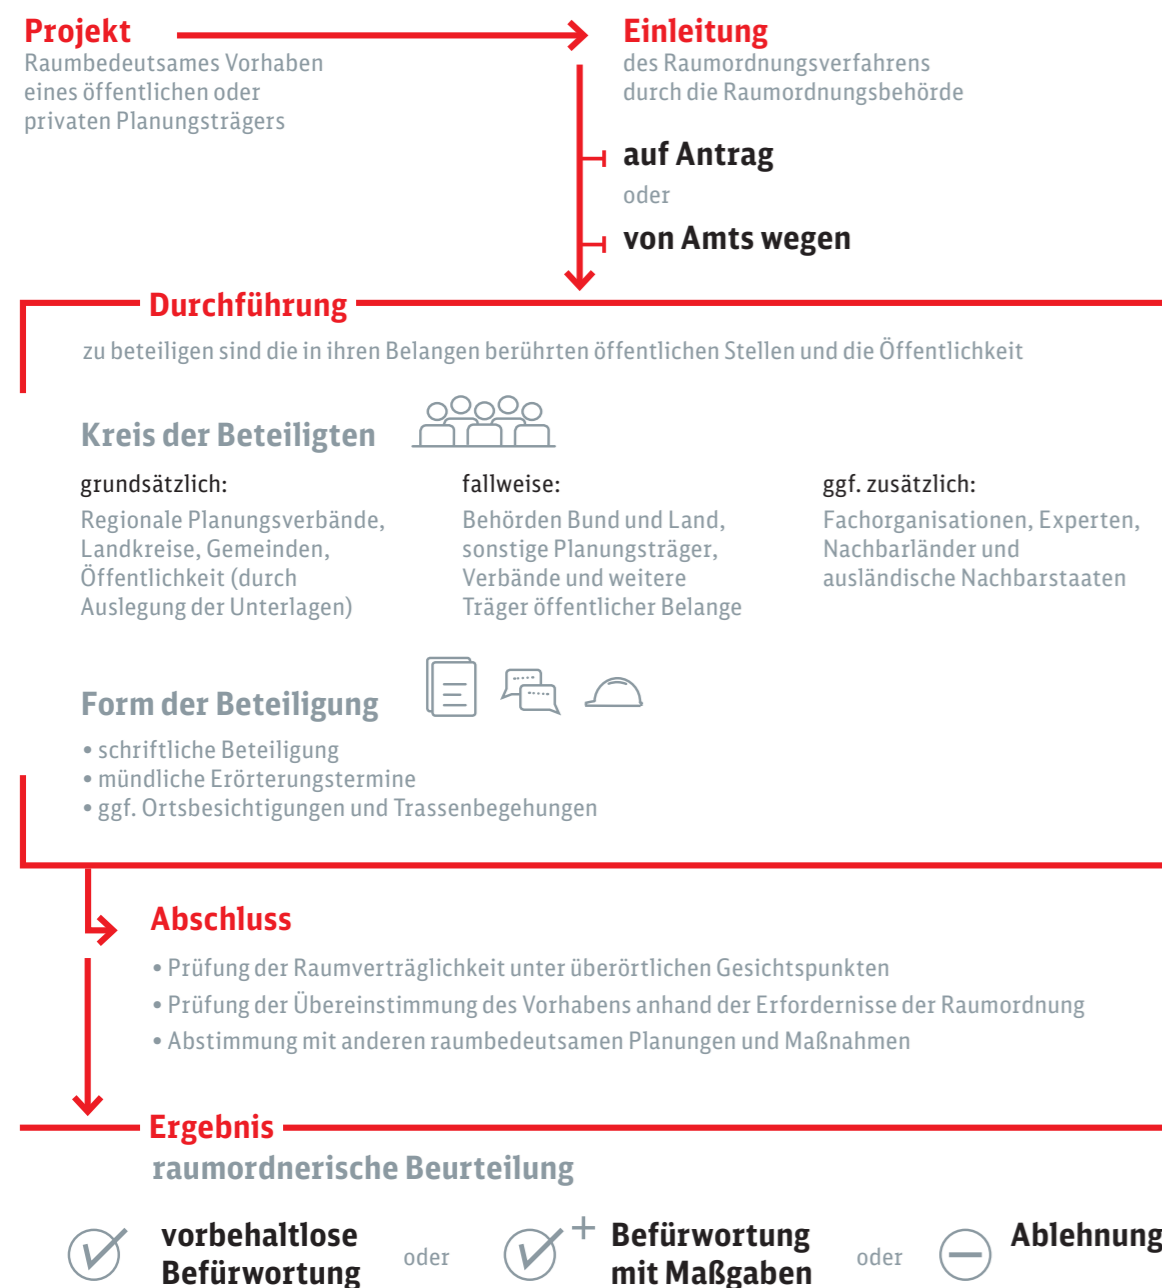 Projekt
Raumbedeutsames Vorhaben
eines öffentlichen oder
privaten Planungsträgers
Einleitung
des Raumordnungsverfahrens
durch die Raumordnungsbehörde
auf Antrag
oder
von Amts wegen
Durchführung
zu beteiligen sind die in ihren Belangen berührten öffentlichen Stellen und die Öffentlichkeit
Kreis der Beteiligten
grundsätzlich:
Regionale Planungsverbände,
Landkreise, Gemeinden,
Öffentlichkeit (durch
Auslegung der Unterlagen)
fallweise:
Behörden Bund und Land,
sonstige Planungsträger,
Verbände und weitere
Träger öffentlicher Belange
ggf. zusätzlich:
Fachorganisationen, Experten,
Nachbarländer und
ausländische Nachbarstaaten
Form der Beteiligung
• schriftliche Beteiligung
• mündliche Erörterungstermine
• ggf. Ortsbesichtigungen und Trassenbegehungen
Abschluss
• Prüfung der Raumverträglichkeit unter überörtlichen Gesichtspunkten
• Prüfung der Übereinstimmung des Vorhabens anhand der Erfordernisse der Raumordnung
• Abstimmung mit anderen raumbedeutsamen Planungen und Maßnahmen
Ergebnis
raumordnerische Beurteilung
vorbehaltlose
Befürwortung
oder
Befürwortung
mit Maßgaben
oder
Ablehnung